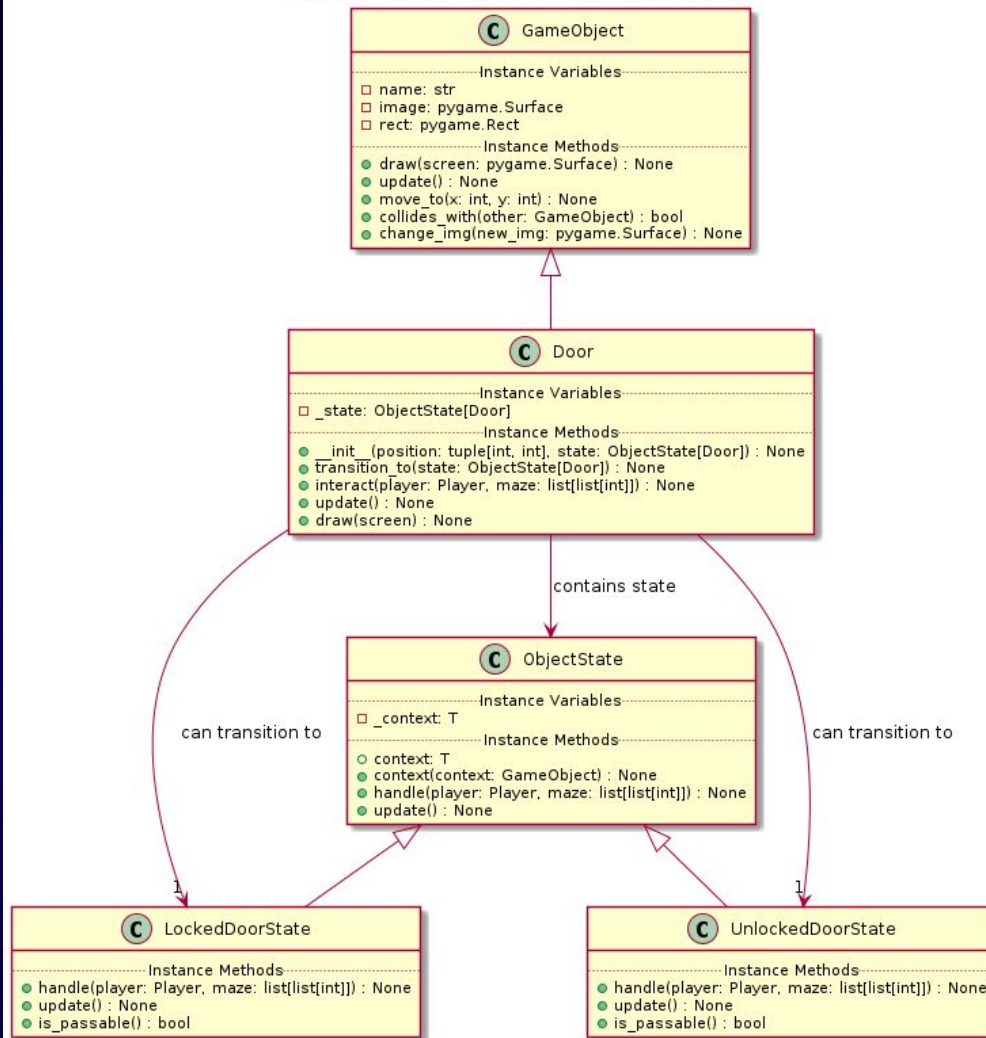 C GameObject
Instance Variables
name: str
image: pygame.Surface
rect: pygame.Rect
Instance Methods
draw(screen: pygame.Surface) : None
update() : None
move_to(x: int, y: int) : None
collides_with(other: GameObject) : bool
change_img(new_img: pygame.Surface) : None
C Door
Instance Variables
_state: ObjectState[Door]
Instance Methods
__init__(position: tuple[int, int], state: ObjectState[Door]) : None
transition_to(state: ObjectState[Door]) : None
interact(player: Player, maze: list[list[int]]) : None
update() : None
draw(screen) : None
contains state
can transition to
can transition to
C ObjectState
Instance Variables
_context: T
Instance Methods
context: T
context(context: GameObject) : None
handle(player: Player, maze: list[list[int]]) : None
update() : None
1
1
C LockedDoorState
Instance Methods
handle(player: Player, maze: list[list[int]]) : None
update() : None
is_passable() : bool
C UnlockedDoorState
Instance Methods
handle(player: Player, maze: list[list[int]]) : None
update() : None
is_passable() : bool